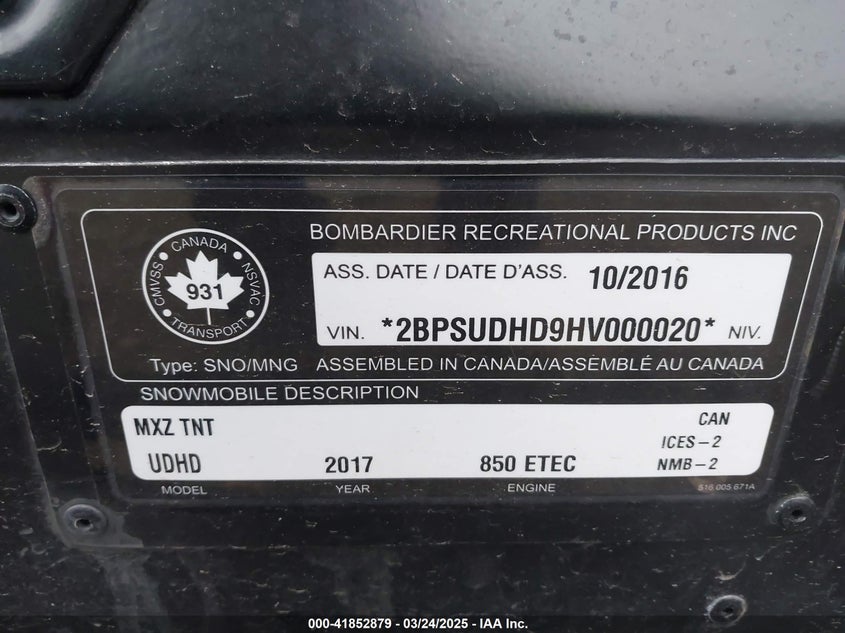 BOMBARDIER RECREATIONAL PRODUCTS INC
CANADA
CMVSS
931
NSVAC
TRANSPORT
ASS. DATE / DATE D'ASS. 10/2016
VIN. *2BPSUDHD9HV000020* NIV.
Type: SNO/MNG ASSEMBLED IN CANADA/ASSEMBLÉ AU CANADA
SNOWMOBILE DESCRIPTION
MXZ TNT CAN
ICES-2
UDHD 2017 850 ETEC NMB-2
MODEL YEAR ENGINE 516 005 671A
000-41852879 - 03/24/2025 - IAA Inc.